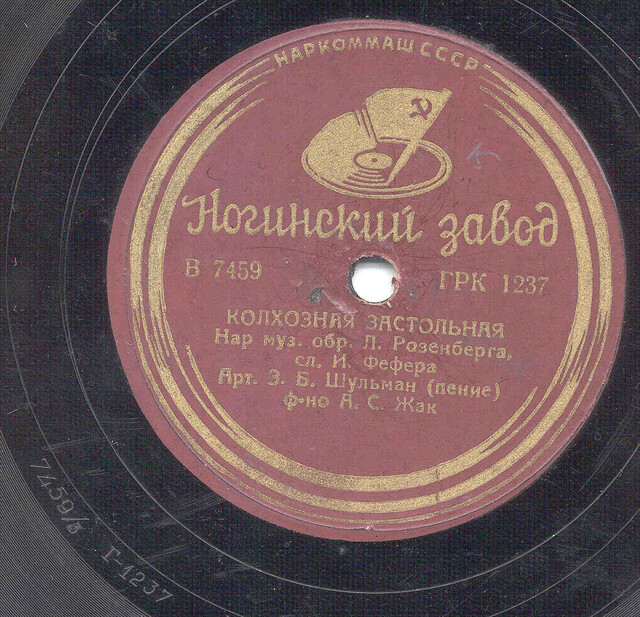 НАРКОММАШ СССР
Ногинский завод
В 7459 ГРК 1237
КОЛХОЗНАЯ ЗАСТОЛЬНАЯ
Нар муз. обр. Л. Розенберга,
сл. И. Фефера
Арт. З. Б. Шульман (пение)
ф-но А. С. Жак
7459/3 Г-1237